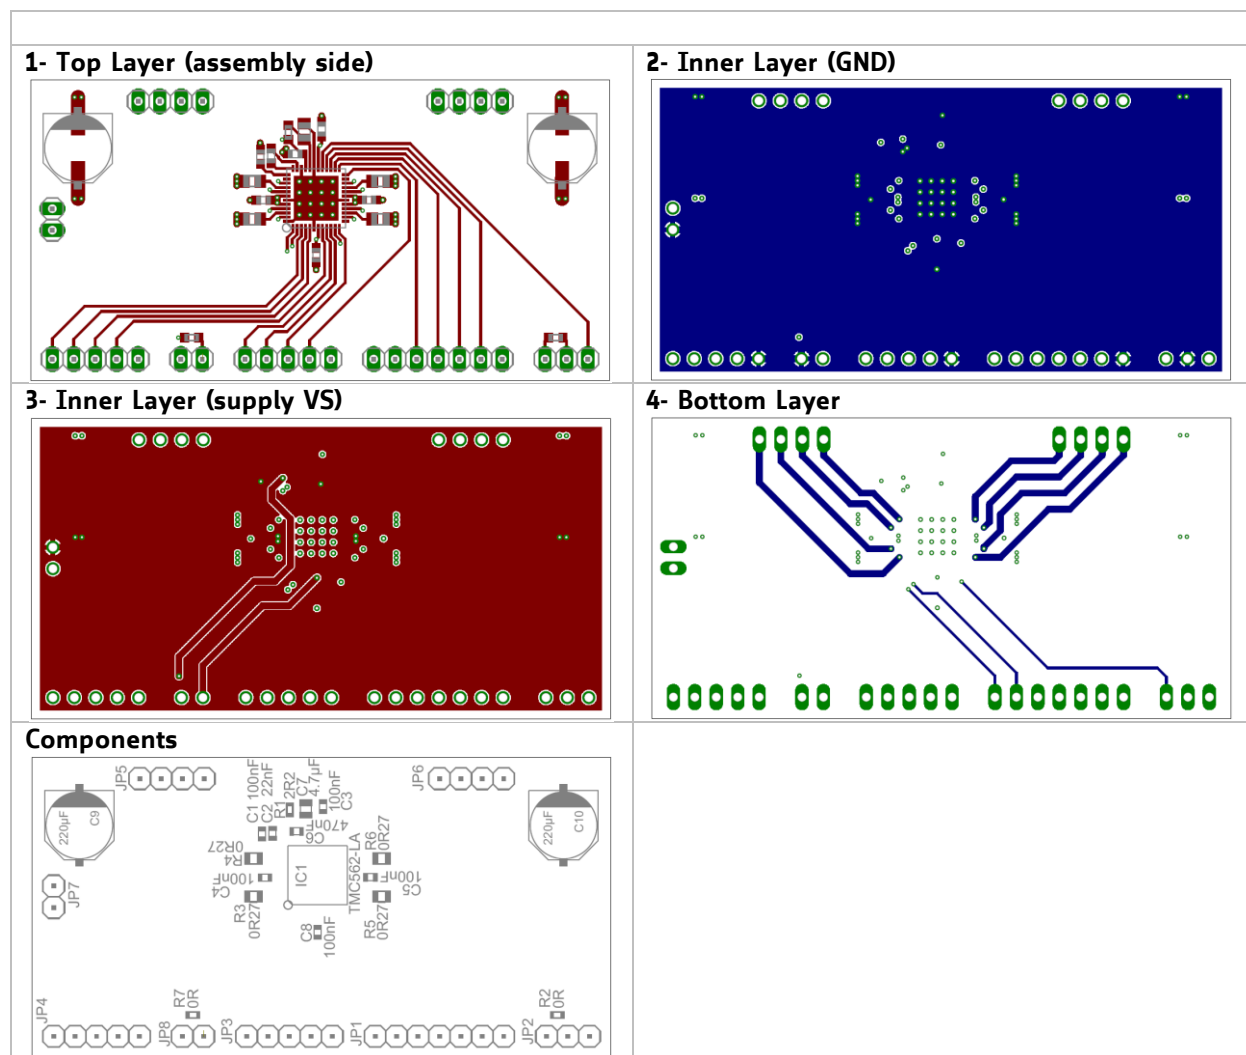 1- Top Layer (assembly side)
2- Inner Layer (GND)
3- Inner Layer (supply VS)
4- Bottom Layer
Components
JP5
C1 100nF
C2 22nF
R1 2R2
C7 4.7µF
100nF C3
JP6
220µF C9
220µF C10
C6 470nF
R4 0R27
R6 0R27
C4 100nF
IC1
TMC562-LA
C5 100nF
JP7
R3 0R27
C8 100nF
R5 0R27
JP4
R7 0R
JP8
JP3
JP1
R2 0R
JP2